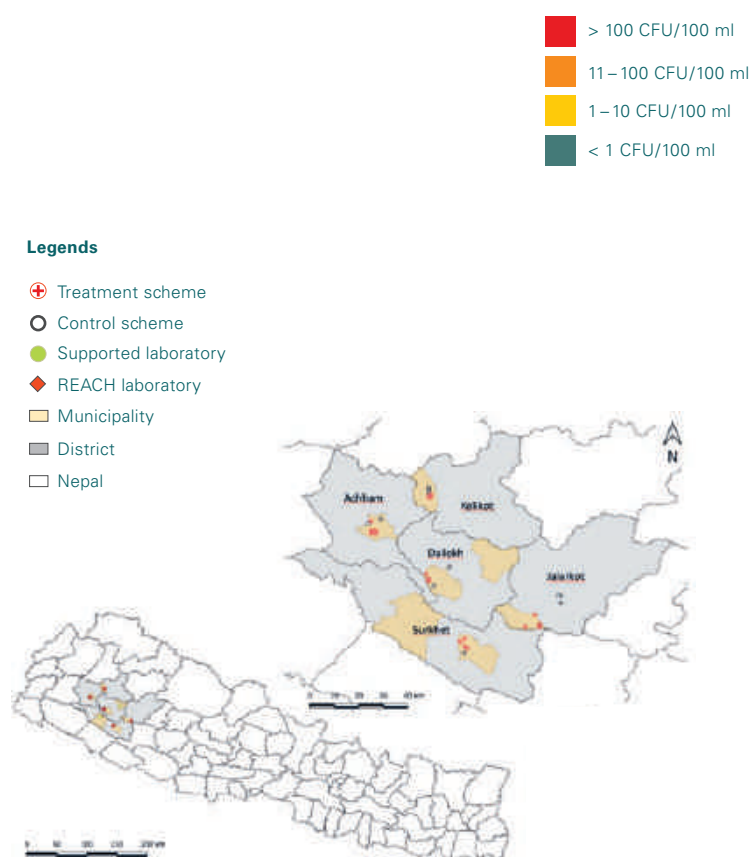 > 100 CFU/100 ml
11–100 CFU/100 ml
1–10 CFU/100 ml
< 1 CFU/100 ml
Legends
Treatment scheme
Control scheme
Supported laboratory
REACH laboratory
Municipality
District
Nepal
N
Achham
Kalikot
Dailekh
Surkhet